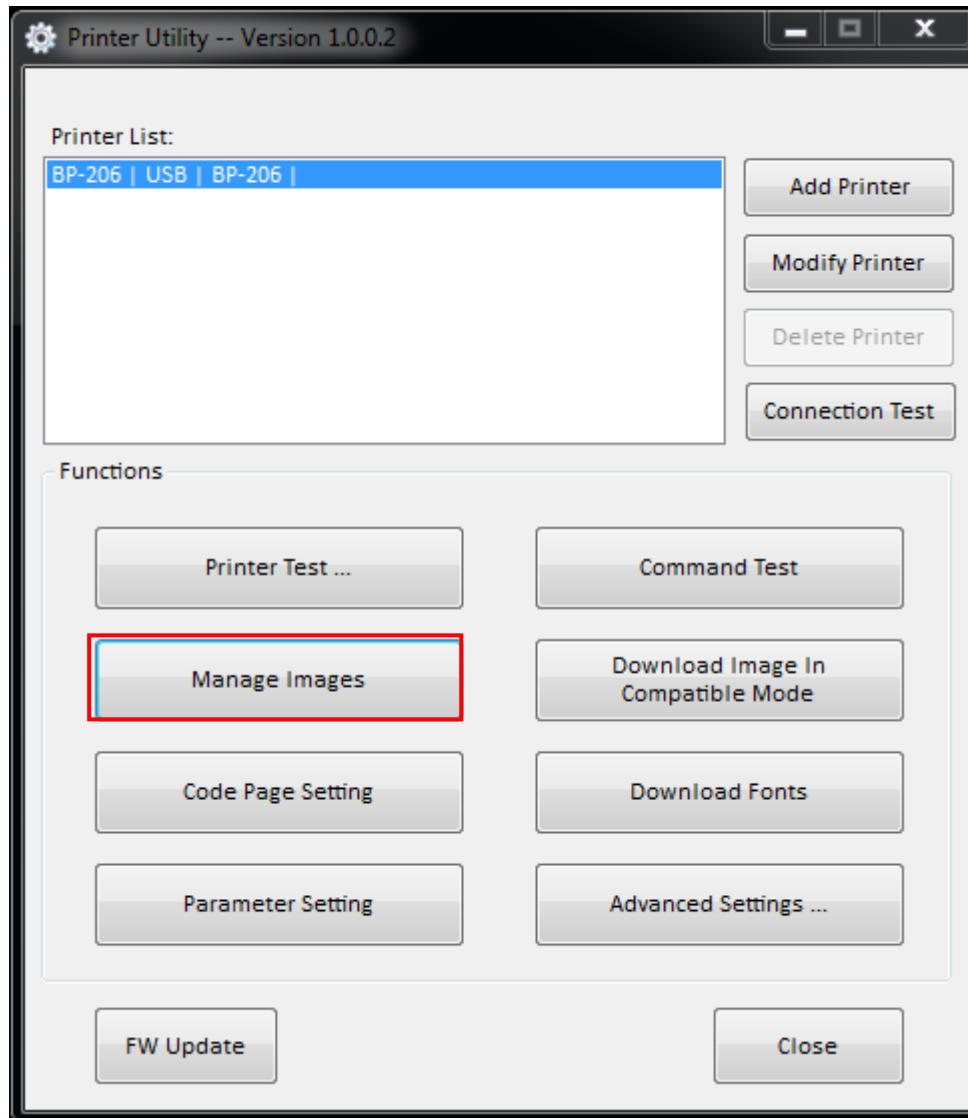 Printer Utility -- Version 1.0.0.2
Printer List:
BP-206 | USB | BP-206 |
Add Printer
Modify Printer
Delete Printer
Connection Test
Functions
Printer Test ...
Command Test
Manage Images
Download Image In
Compatible Mode
Code Page Setting
Download Fonts
Parameter Setting
Advanced Settings ...
FW Update
Close